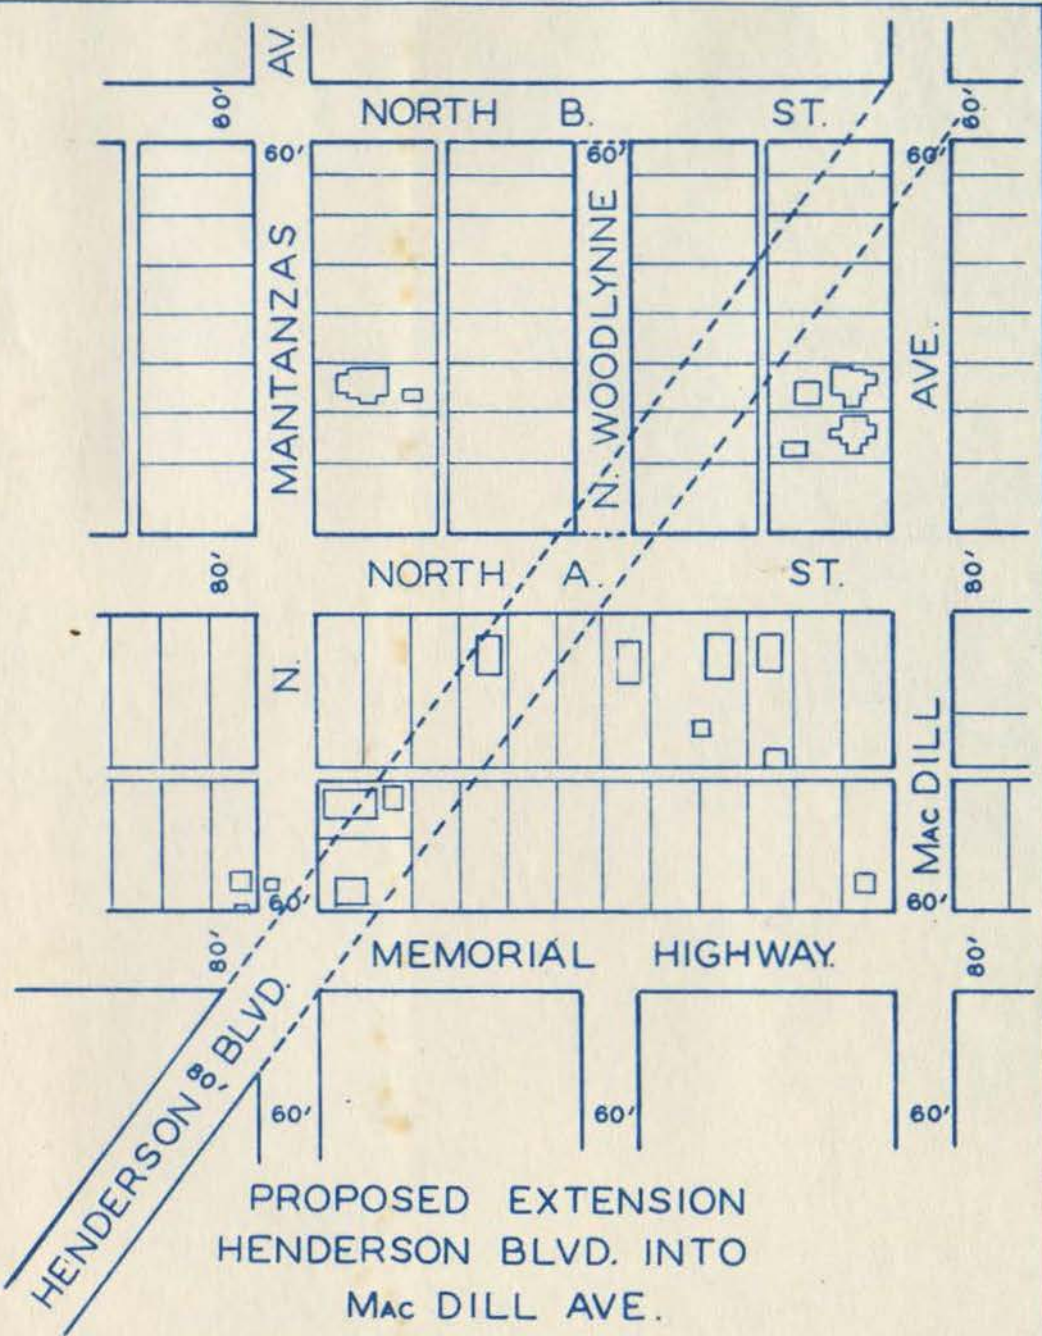 AV.
60'
NORTH B. ST.
60'
60'
60'
60'
N. WOODLYNNE
MANTANZAS
AVE.
80'
NORTH A. ST.
80'
N.
MAC DILL
60'
60'
80'
MEMORIAL HIGHWAY.
80'
HENDERSON BLVD.
80'
60'
60'
60'
PROPOSED EXTENSION
HENDERSON BLVD. INTO
MAC DILL AVE.